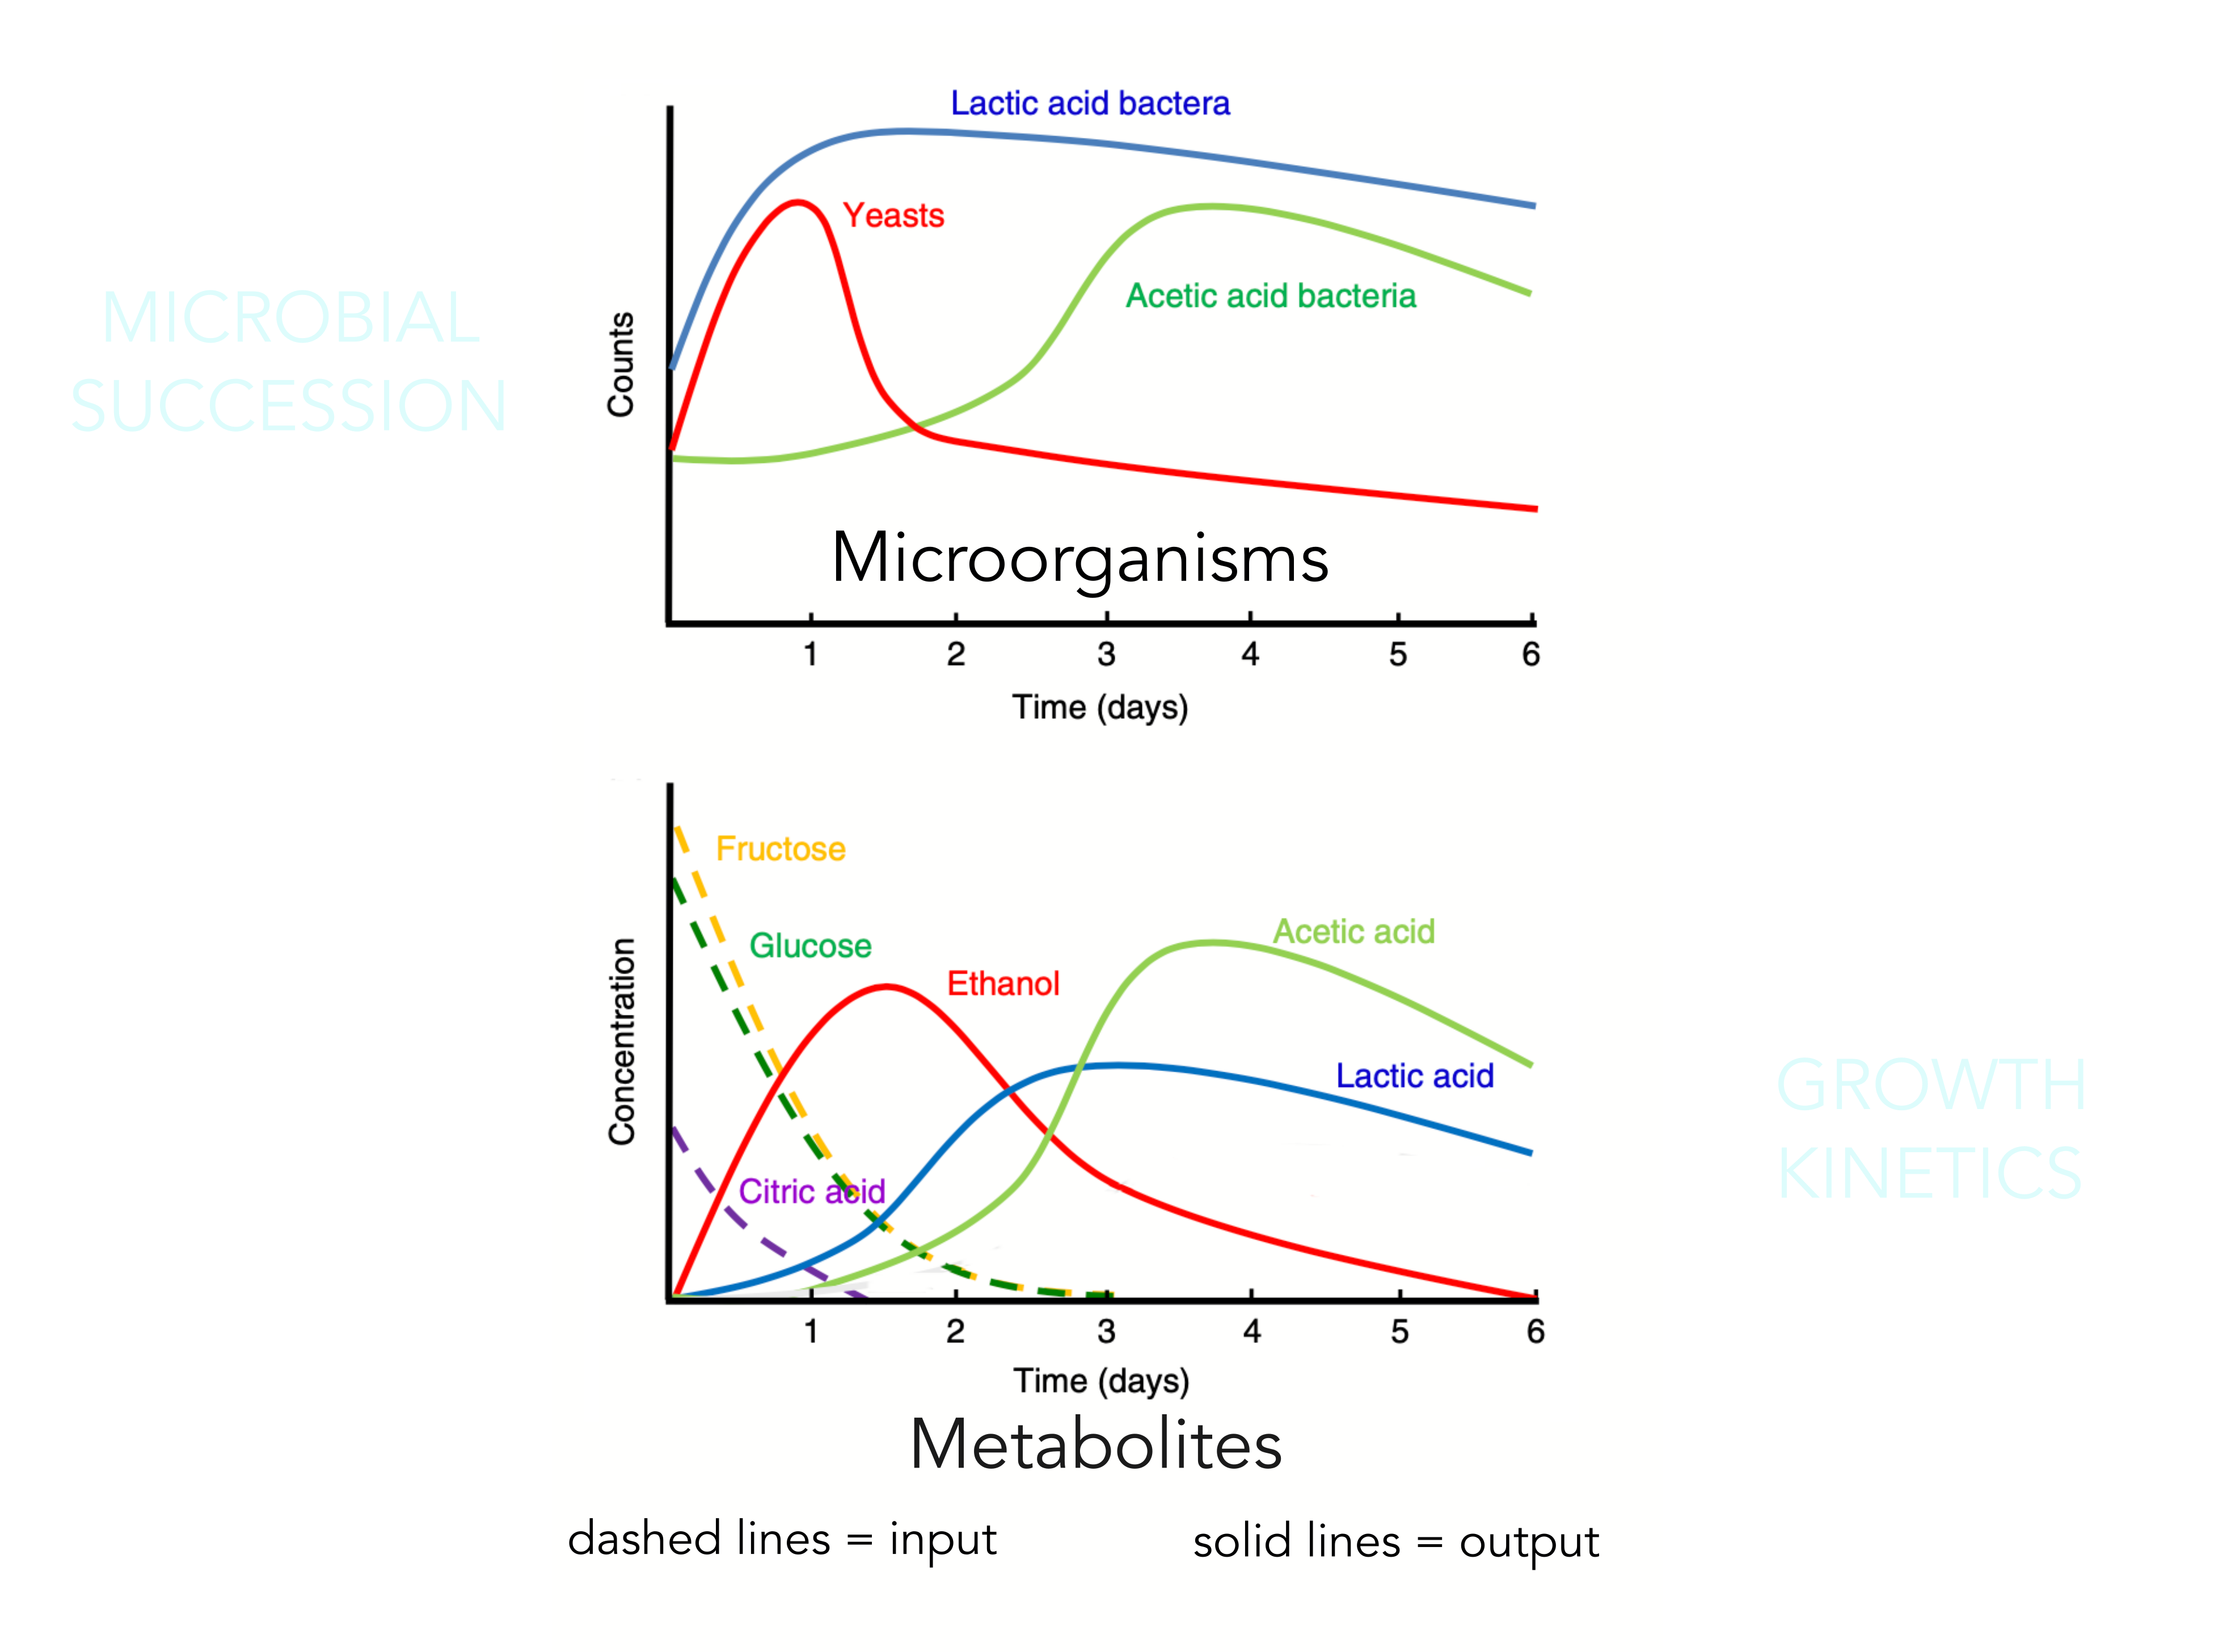 Lactic acid bactera
Yeasts
Acetic acid bacteria
MICROBIAL
SUCCESSION
Counts
Microorganisms
1 2 3 4 5 6
Time (days)
Fructose
Glucose
Acetic acid
Ethanol
Lactic acid
Citric acid
Concentration
GROWTH
KINETICS
1 2 3 4 5 6
Time (days)
Metabolites
dashed lines = input
solid lines = output